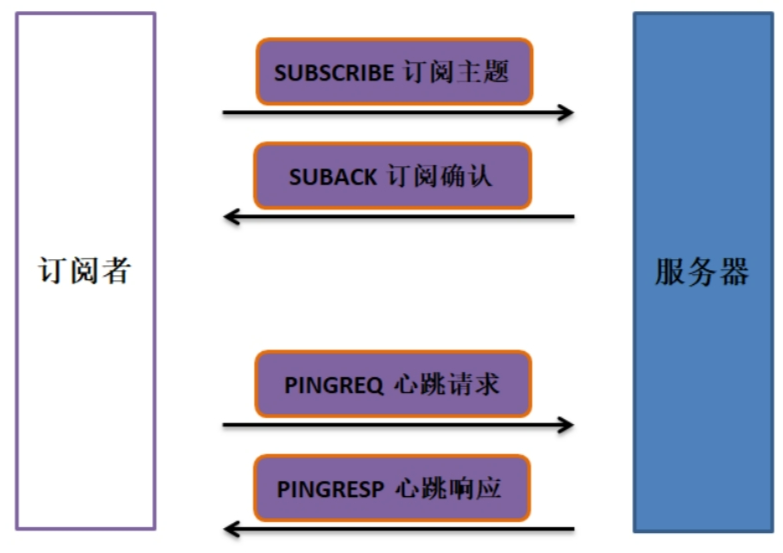 SUBSCRIBE 订阅主题
SUBACK 订阅确认
订阅者
服务器
PINGREQ 心跳请求
PINGRESP 心跳响应